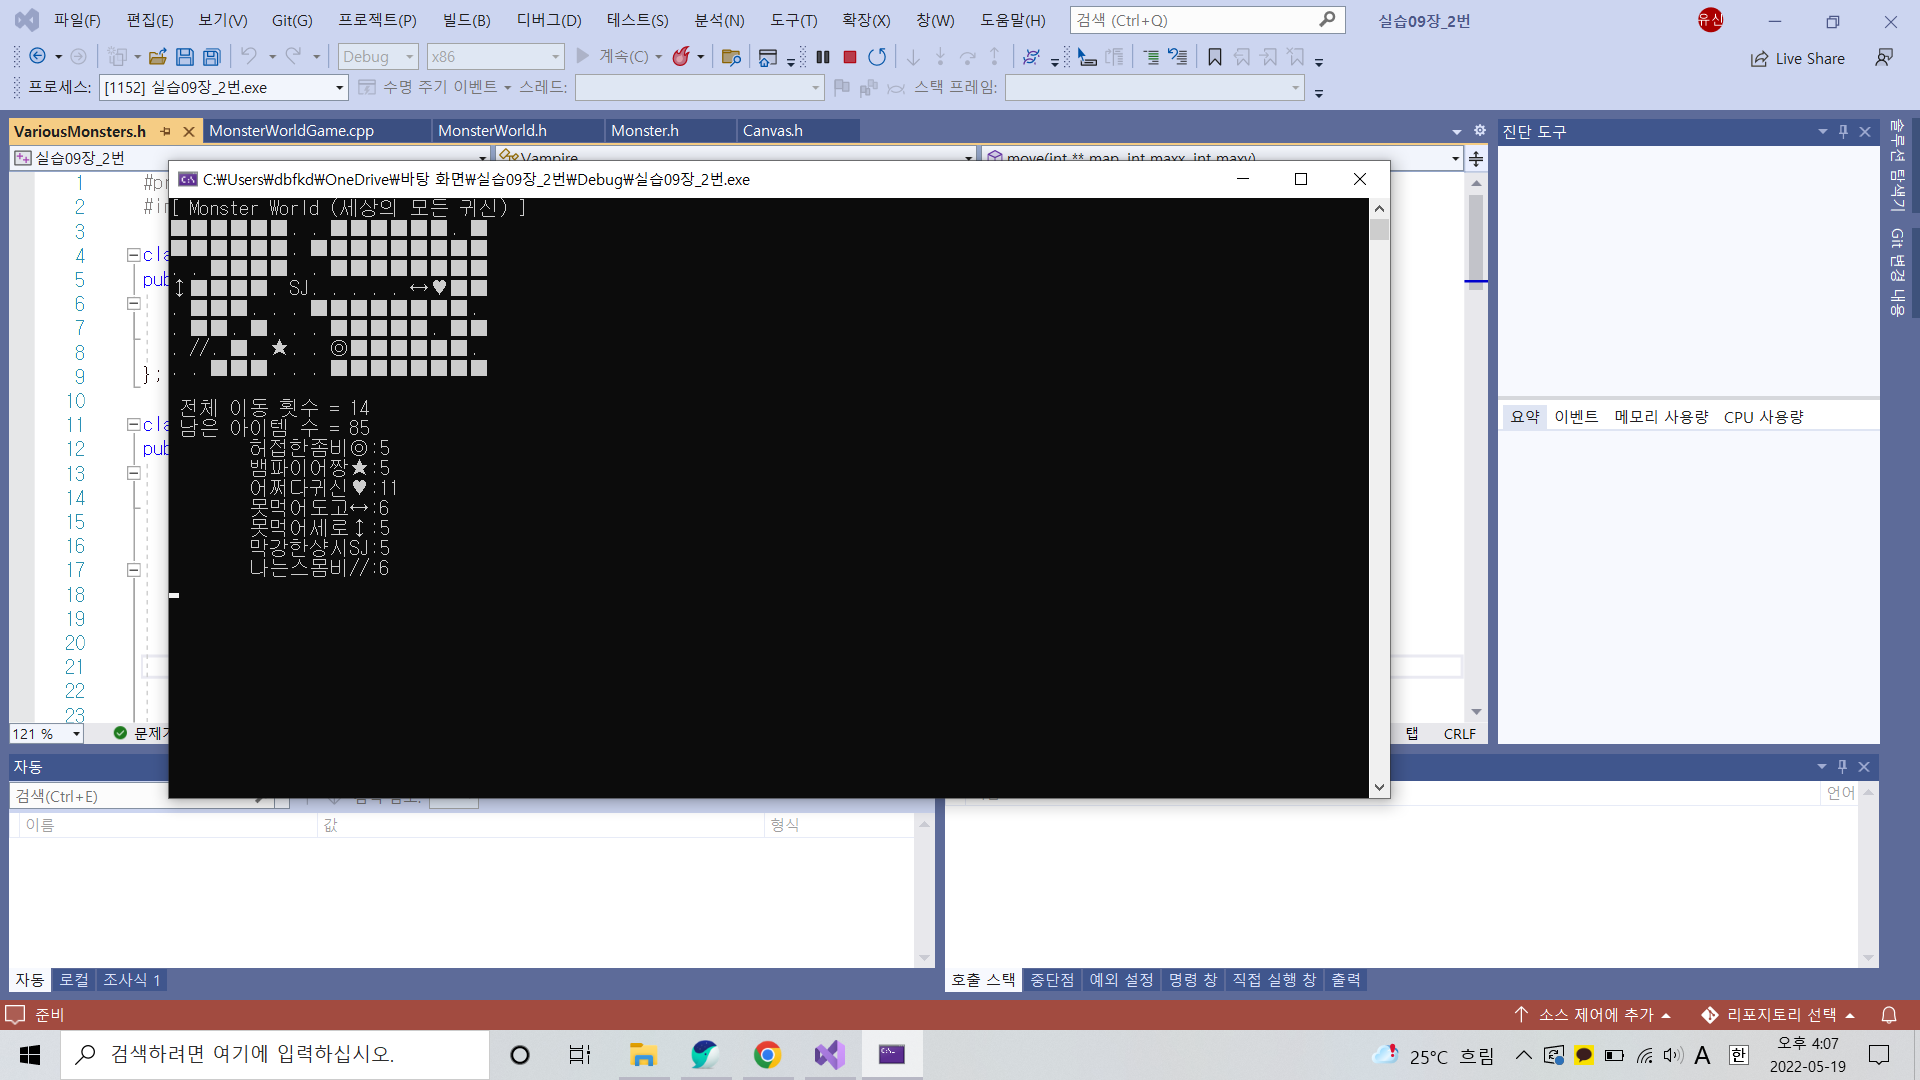 파일(F) 편집(E) 보기(V) Git(G) 프로젝트(P) 빌드(B) 디버그(D) 테스트(S) 분석(N) 도구(T) 확장(X) 창(W) 도움말(H) 검색 (Ctrl+Q) 실습09장_2번 유신
Debug x86 계속(C) Live Share
프로세스: [1152] 실습09장_2번.exe 수명 주기 이벤트 스레드: 스택 프레임:
VariousMonsters.h MonsterWorldGame.cpp MonsterWorld.h Monster.h Canvas.h
진단 도구
실습09장_2번 Vampire move(int ** map, int maxx, int maxy)
솔루션 탐색기
Git 변경 내용
C:₩Users₩dbfkd₩OneDrive₩바탕 화면₩실습09장_2번₩Debug₩실습09장_2번.exe
[ Monster World (세상의 모든 귀신) ]
■■■■■■. . ■■■■■■. ■
■■■■■■. ■■■■■■■■■
. . ■■■■. . ■■■■■■■■
↕■■■■. SJ. . . . . ↔♥■■
. ■■■. . . ■■■■■■■■.
. ■■. ■. . . ■■■■■. ■■
. //. ■. ★. . ◎■■■■■■.
. . ■■■. . . ■■■■■■■■
전체 이동 횟수 = 14
남은 아이템 수 = 85
허접한좀비◎:5
뱀파이어짱★:5
어쩌다귀신♥:11
못먹어도고↔:6
못먹어세로↕:5
막강한샹시SJ:5
나는스몸비//:6
1 #p
2 #i
3
4 cla
5 pub
6
7
8
9 };
10
11 cla
12 pub
13
14
15
16
17
18
19
20
21
22
23
요약 이벤트 메모리 사용량 CPU 사용량
121 % 문제가 탭 CRLF
자동
검색(Ctrl+E)
이름 값 형식
언어
자동 로컬 조사식 1
호출 스택 중단점 예외 설정 명령 창 직접 실행 창 출력
준비 소스 제어에 추가 리포지토리 선택
검색하려면 여기에 입력하십시오. 25°C 흐림 A 한 오후 4:07
2022-05-19